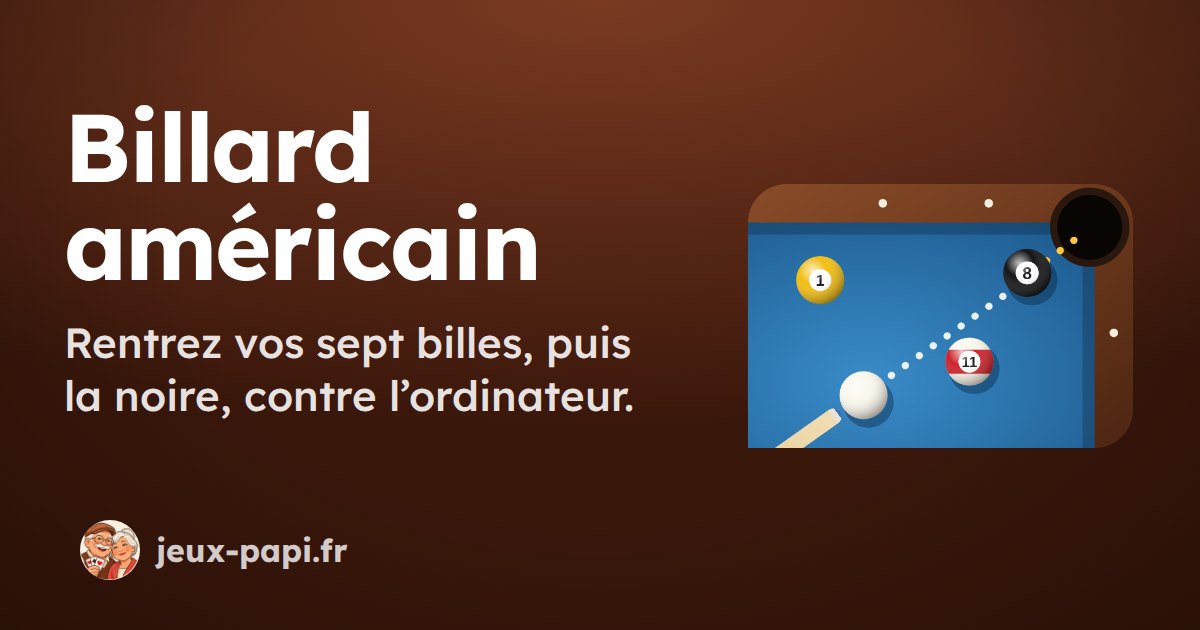 Billard
américain
Rentrez vos sept billes, puis
la noire, contre l’ordinateur.
1
8
11
jeux-papi.fr